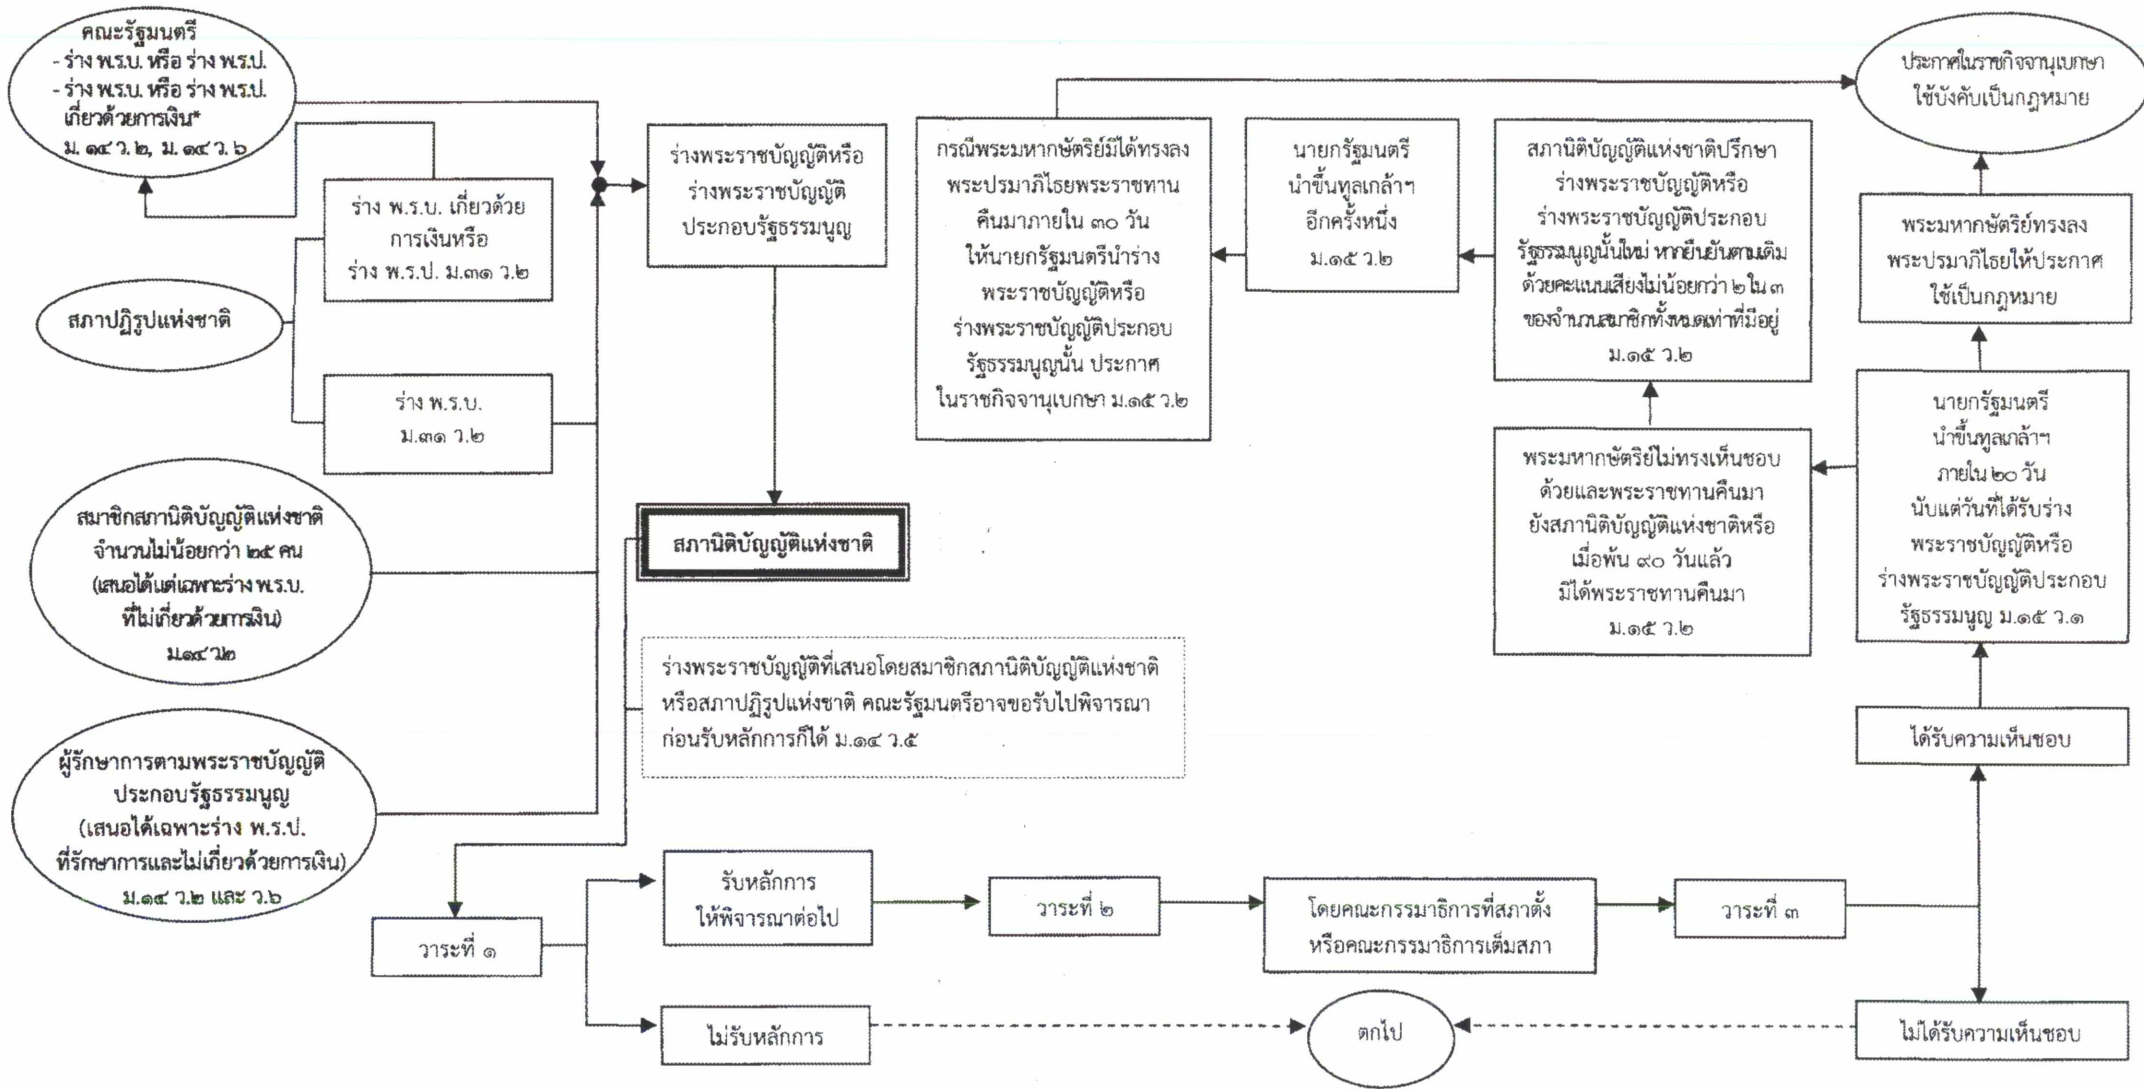 คณะรัฐมนตรี
- ร่าง พ.ร.บ. หรือ ร่าง พ.ร.ป.
- ร่าง พ.ร.บ. หรือ ร่าง พ.ร.ป.
เกี่ยวด้วยการเงิน*
ม. ๑๔ ว. ๒, ม. ๑๔ ว. ๖
ร่าง พ.ร.บ. เกี่ยวด้วย
การเงินหรือ
ร่าง พ.ร.ป. ม.๓๑ ว.๒
สภาปฏิรูปแห่งชาติ
ร่าง พ.ร.บ.
ม.๓๑ ว.๒
สมาชิกสภานิติบัญญัติแห่งชาติ
จำนวนไม่น้อยกว่า ๒๕ คน
(เสนอได้แต่เฉพาะร่าง พ.ร.บ.
ที่ไม่เกี่ยวด้วยการเงิน)
ม.๑๔ ว.๒
ผู้รักษาการตามพระราชบัญญัติ
ประกอบรัฐธรรมนูญ
(เสนอได้เฉพาะร่าง พ.ร.ป.
ที่รักษาการและไม่เกี่ยวด้วยการเงิน)
ม.๑๔ ว.๒ และ ว.๖
ร่างพระราชบัญญัติหรือ
ร่างพระราชบัญญัติ
ประกอบรัฐธรรมนูญ
สภานิติบัญญัติแห่งชาติ
ร่างพระราชบัญญัติที่เสนอโดยสมาชิกสภานิติบัญญัติแห่งชาติ
หรือสภาปฏิรูปแห่งชาติ คณะรัฐมนตรีอาจขอรับไปพิจารณา
ก่อนรับหลักการก็ได้ ม.๑๔ ว.๕
วาระที่ ๑
รับหลักการ
ให้พิจารณาต่อไป
ไม่รับหลักการ
วาระที่ ๒
โดยคณะกรรมาธิการที่สภาตั้ง
หรือคณะกรรมาธิการเต็มสภา
วาระที่ ๓
ตกไป
ไม่ได้รับความเห็นชอบ
ได้รับความเห็นชอบ
นายกรัฐมนตรี
นำขึ้นทูลเกล้าฯ
ภายใน ๒๐ วัน
นับแต่วันที่ได้รับร่าง
พระราชบัญญัติหรือ
ร่างพระราชบัญญัติประกอบ
รัฐธรรมนูญ ม.๑๕ ว.๑
พระมหากษัตริย์ทรงลง
พระปรมาภิไธยให้ประกาศ
ใช้เป็นกฎหมาย
ประกาศในราชกิจจานุเบกษา
ใช้บังคับเป็นกฎหมาย
พระมหากษัตริย์ไม่ทรงเห็นชอบ
ด้วยและพระราชทานคืนมา
ยังสภานิติบัญญัติแห่งชาติหรือ
เมื่อพ้น ๙๐ วันแล้ว
มิได้พระราชทานคืนมา
ม.๑๕ ว.๒
สภานิติบัญญัติแห่งชาติปรึกษา
ร่างพระราชบัญญัติหรือ
ร่างพระราชบัญญัติประกอบ
รัฐธรรมนูญนั้นใหม่ หากยืนยันตามเดิม
ด้วยคะแนนเสียงไม่น้อยกว่า ๒ ใน ๓
ของจำนวนสมาชิกทั้งหมดเท่าที่มีอยู่
ม.๑๕ ว.๒
นายกรัฐมนตรี
นำขึ้นทูลเกล้าฯ
อีกครั้งหนึ่ง
ม.๑๕ ว.๒
กรณีพระมหากษัตริย์มิได้ทรงลง
พระปรมาภิไธยพระราชทาน
คืนมาภายใน ๓๐ วัน
ให้นายกรัฐมนตรีนำร่าง
พระราชบัญญัติหรือ
ร่างพระราชบัญญัติประกอบ
รัฐธรรมนูญนั้น ประกาศ
ในราชกิจจานุเบกษา ม.๑๕ ว.๒